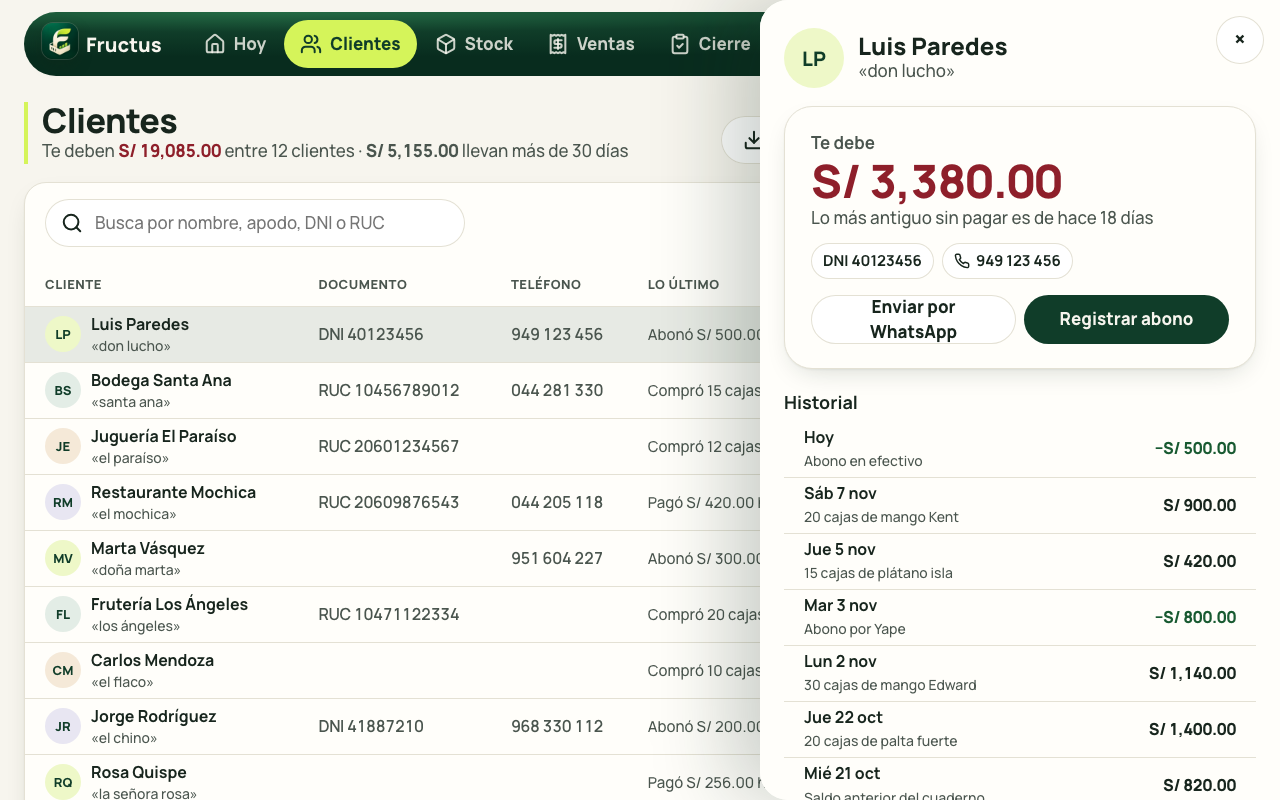 Fructus
Hoy
Clientes
Stock
Ventas
Cierre
Clientes
Te deben S/ 19,085.00 entre 12 clientes · S/ 5,155.00 llevan más de 30 días
Busca por nombre, apodo, DNI o RUC
CLIENTE DOCUMENTO TELÉFONO LO ÚLTIMO
LP Luis Paredes «don lucho» DNI 40123456 949 123 456 Abonó S/ 500.00
BS Bodega Santa Ana «santa ana» RUC 10456789012 044 281 330 Compró 15 cajas
JE Juguería El Paraíso «el paraíso» RUC 20601234567 Compró 12 cajas
RM Restaurante Mochica «el mochica» RUC 20609876543 044 205 118 Pagó S/ 420.00
MV Marta Vásquez «doña marta» 951 604 227 Abonó S/ 300.00
FL Frutería Los Ángeles «los ángeles» RUC 10471122334 Compró 20 cajas
CM Carlos Mendoza «el flaco» Compró 10 cajas
JR Jorge Rodríguez «el chino» DNI 41887210 968 330 112 Abonó S/ 200.00
RQ Rosa Quispe «la señora rosa» Pagó S/ 256.00
LP
Luis Paredes
«don lucho»
×
Te debe
S/ 3,380.00
Lo más antiguo sin pagar es de hace 18 días
DNI 40123456
949 123 456
Enviar por
WhatsApp
Registrar abono
Historial
Hoy
Abono en efectivo
−S/ 500.00
Sáb 7 nov
20 cajas de mango Kent
S/ 900.00
Jue 5 nov
15 cajas de plátano isla
S/ 420.00
Mar 3 nov
Abono por Yape
−S/ 800.00
Lun 2 nov
30 cajas de mango Edward
S/ 1,140.00
Jue 22 oct
20 cajas de palta fuerte
S/ 1,400.00
Mié 21 oct
Saldo anterior del cuaderno
S/ 820.00